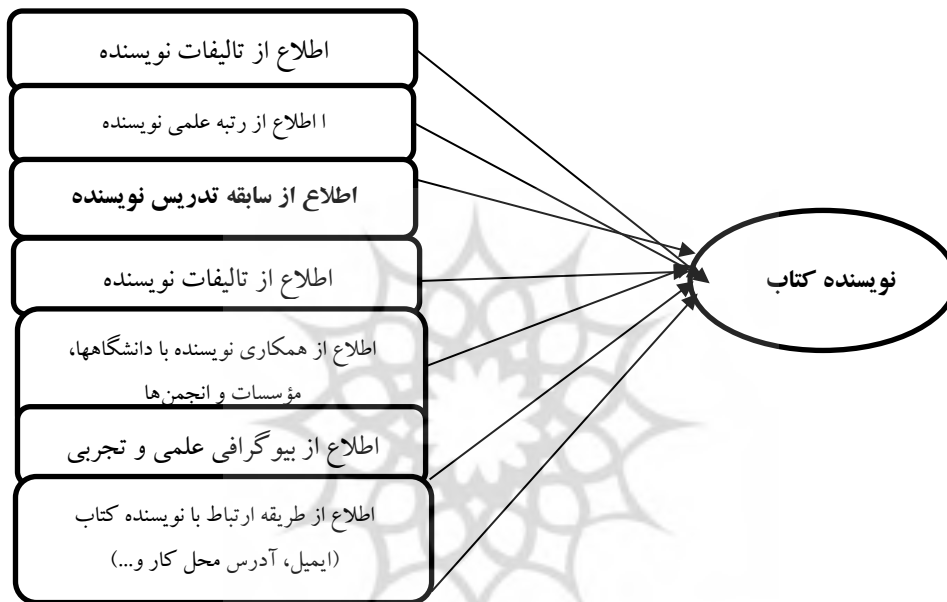 اطلاع از تالیفات نویسنده
ا اطلاع از رتبه علمی نویسنده
اطلاع از سابقه تدریس نویسنده
اطلاع از تالیفات نویسنده
اطلاع از همکاری نویسنده با دانشگاهها،
مؤسسات و انجمن‌ها
اطلاع از بیوگرافی علمی و تجربی
اطلاع از طریقه ارتباط با نویسنده کتاب
(ایمیل، آدرس محل کار و...)
نویسنده کتاب